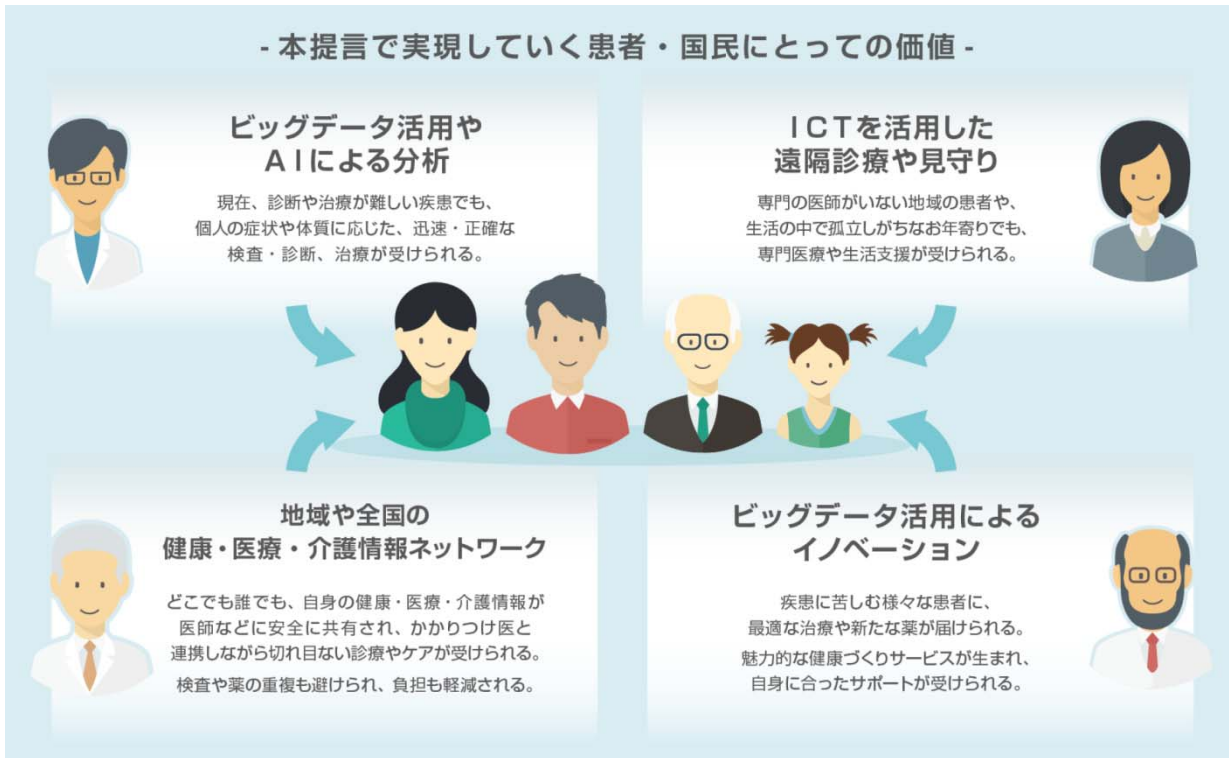 - 本提言で実現していく患者・国民にとっての価値 -
ビッグデータ活用や
AIによる分析
現在、診断や治療が難しい疾患でも、
個人の症状や体質に応じた、迅速・正確な
検査・診断、治療が受けられる。
ICTを活用した
遠隔診療や見守り
専門の医師がいない地域の患者や、
生活の中で孤立しがちなお年寄りでも、
専門医療や生活支援が受けられる。
地域や全国の
健康・医療・介護情報ネットワーク
どこでも誰でも、自身の健康・医療・介護情報が
医師などに安全に共有され、かかりつけ医と
連携しながら切れ目ない診療やケアが受けられる。
検査や薬の重複も避けられ、負担も軽減される。
ビッグデータ活用による
イノベーション
疾患に苦しむ様々な患者に、
最適な治療や新たな薬が届けられる。
魅力的な健康づくりサービスが生まれ、
自身に合ったサポートが受けられる。